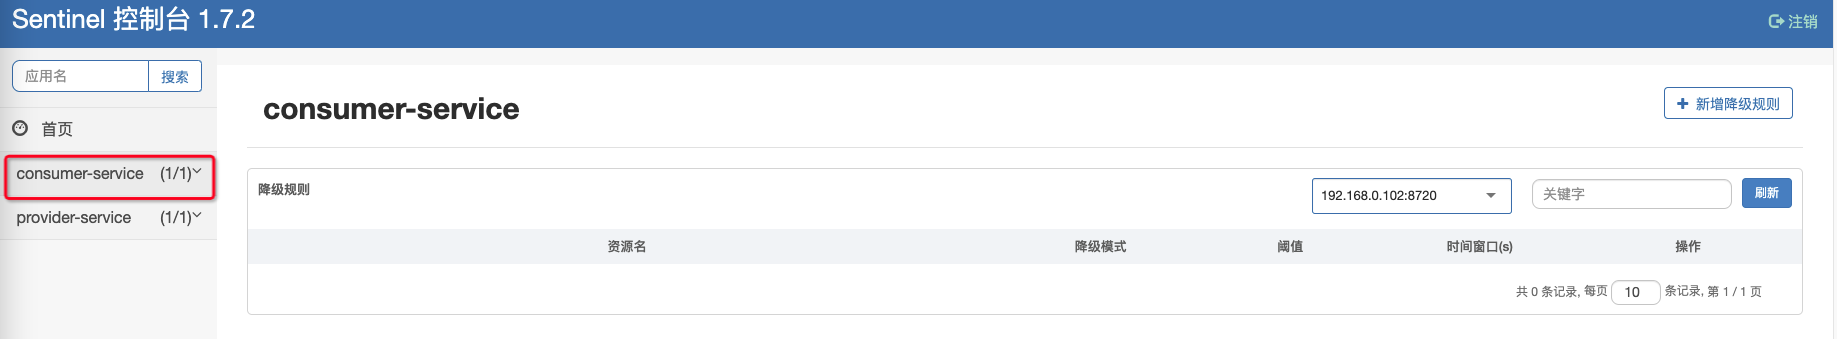 Sentinel 控制台 1.7.2
注销
应用名 搜索
首页
consumer-service (1/1)
provider-service (1/1)
consumer-service
新增降级规则
降级规则 192.168.0.102:8720 关键字 刷新
资源名 降级模式 阈值 时间窗口(s) 操作
共 0 条记录, 每页 10 条记录, 第 1 / 1 页